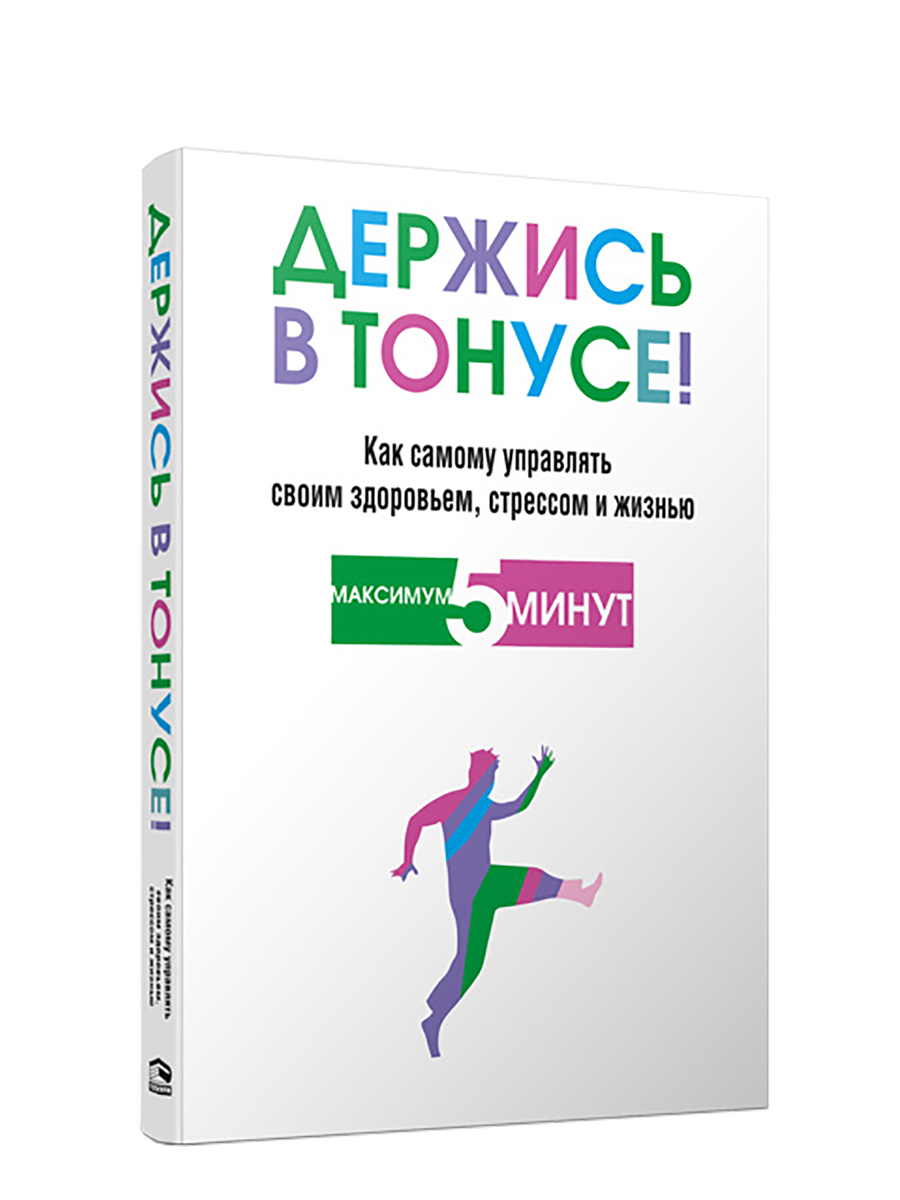 ДЕРЖИСЬ
В ТОНУСЕ!
Как самому управлять
своим здоровьем, стрессом и жизнью
МАКСИМУМ 5 МИНУТ
ДЕРЖИСЬ В ТОНУСЕ!
Как самому управлять
своим здоровьем,
стрессом и жизнью